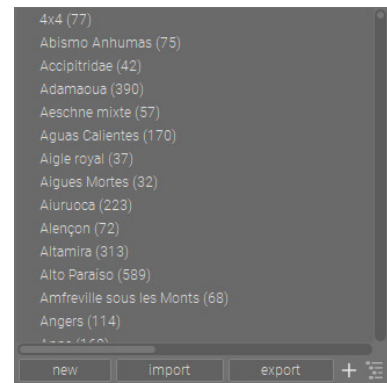 4x4 (77)
Abismo Anhumas (75)
Accipitridae (42)
Adamaoua (390)
Aeschne mixte (57)
Aguas Calientes (170)
Aigle royal (37)
Aigues Mortes (32)
Aiuruoca (223)
Alençon (72)
Altamira (313)
Alto Paraíso (589)
Amfreville sous les Monts (68)
Angers (114)
new import export +